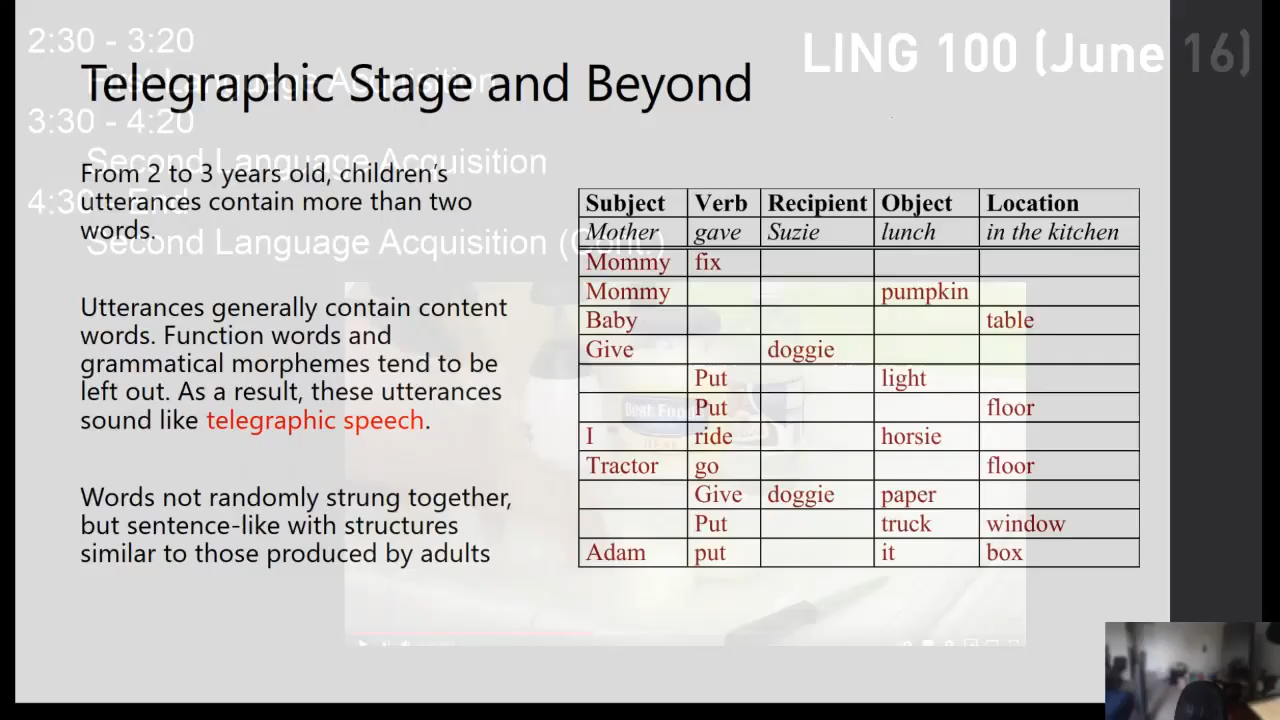 2:30 - 3:20
First Language Acquisition
3:30 - 4:20
Second Language Acquisition
4:30 - End
Second Language Acquisition (Cont.)
LING 100 (June 16)
Telegraphic Stage and Beyond
From 2 to 3 years old, children's
utterances contain more than two
words.
Utterances generally contain content
words. Function words and
grammatical morphemes tend to be
left out. As a result, these utterances
sound like telegraphic speech.
Words not randomly strung together,
but sentence-like with structures
similar to those produced by adults
Subject Verb Recipient Object Location
Mother gave Suzie lunch in the kitchen
Mommy fix
Mommy pumpkin
Baby table
Give doggie
Put light
Put floor
I ride horsie
Tractor go floor
Give doggie paper
Put truck window
Adam put it box
Best Foods